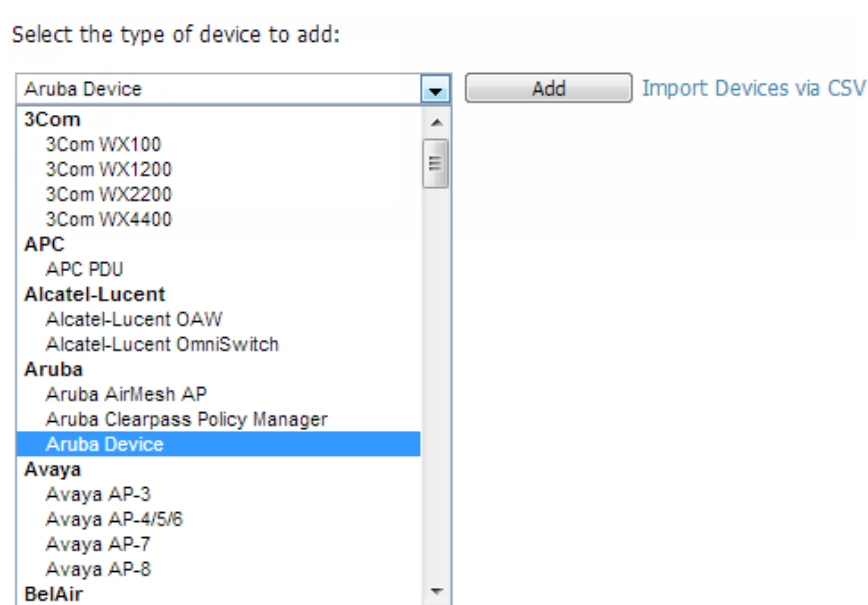 Select the type of device to add:
Aruba Device Add Import Devices via CSV
3Com
3Com WX100
3Com WX1200
3Com WX2200
3Com WX4400
APC
APC PDU
Alcatel-Lucent
Alcatel-Lucent OAW
Alcatel-Lucent OmniSwitch
Aruba
Aruba AirMesh AP
Aruba Clearpass Policy Manager
Aruba Device
Avaya
Avaya AP-3
Avaya AP-4/5/6
Avaya AP-7
Avaya AP-8
BelAir